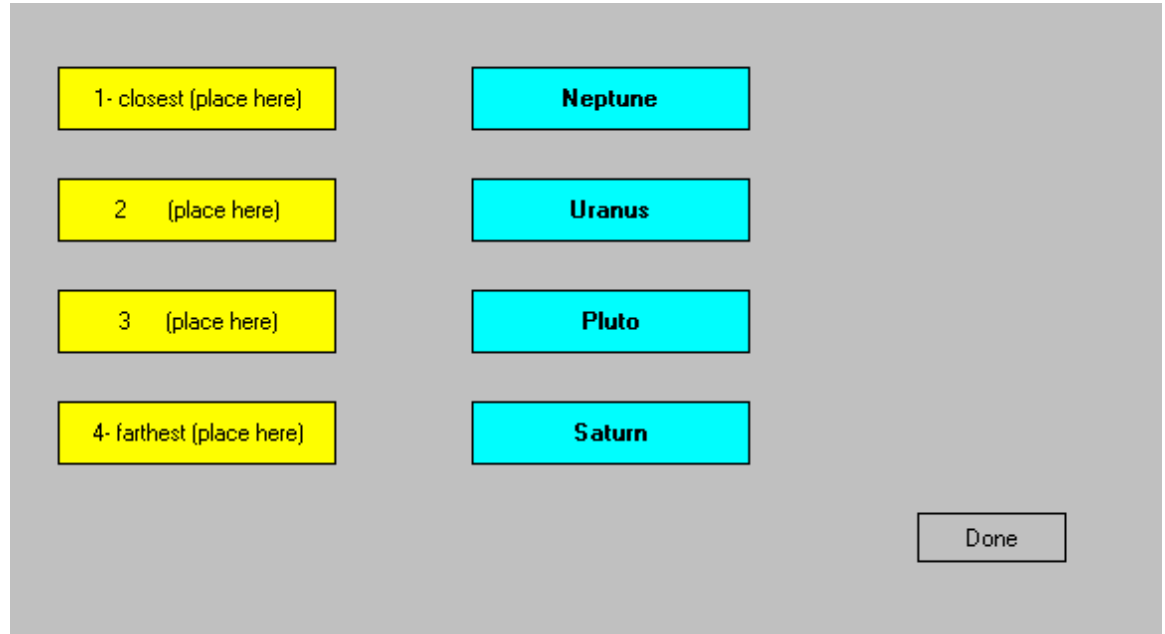 1- closest (place here)
Neptune
2 (place here)
Uranus
3 (place here)
Pluto
4- farthest (place here)
Saturn
Done